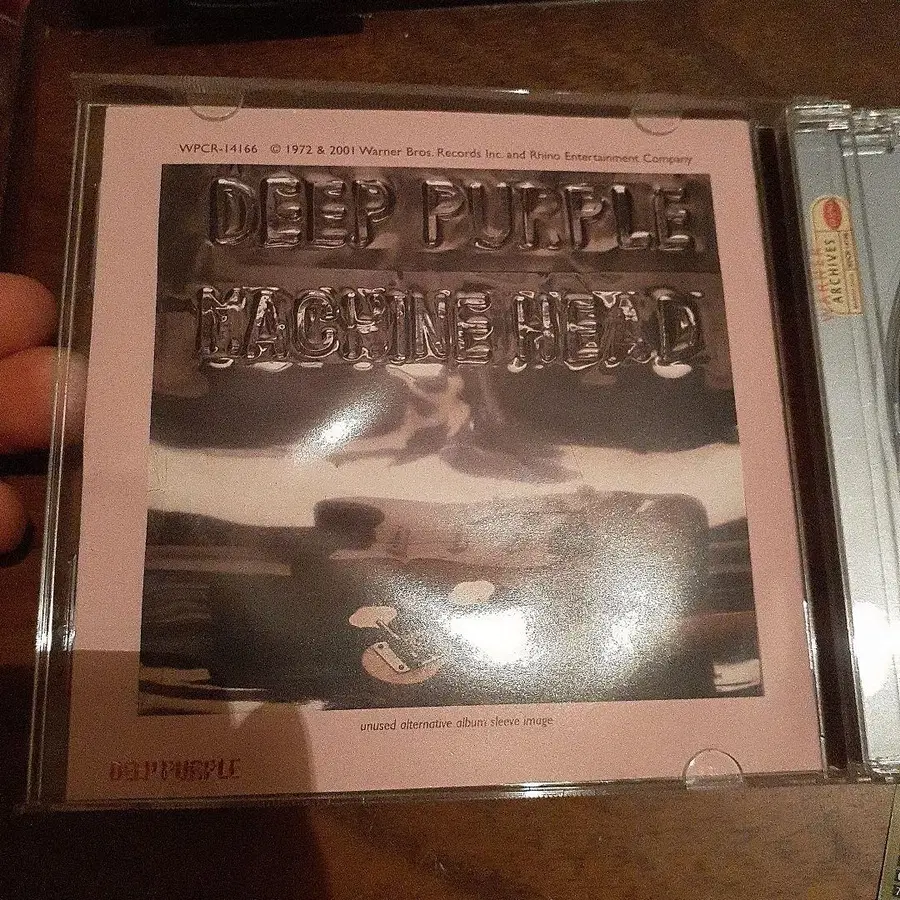 WPCR-14166 © 1972 & 2001 Warner Bros. Records Inc. and Rhino Entertainment Company
DEEP PURPLE
MACHINE HEAD
unused alternative album sleeve image
DEEP PURPLE
ARCHIVES